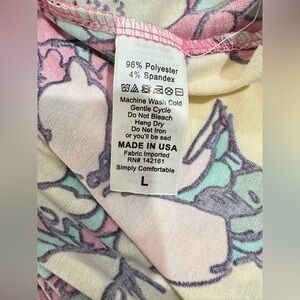 96% Polyester
4% Spandex
Machine Wash Cold
Gentle Cycle
Do Not Bleach
Hang Dry
Do Not Iron
or you'll be sad
MADE IN USA
Fabric Imported
RN# 142161
Simply Comfortable
L